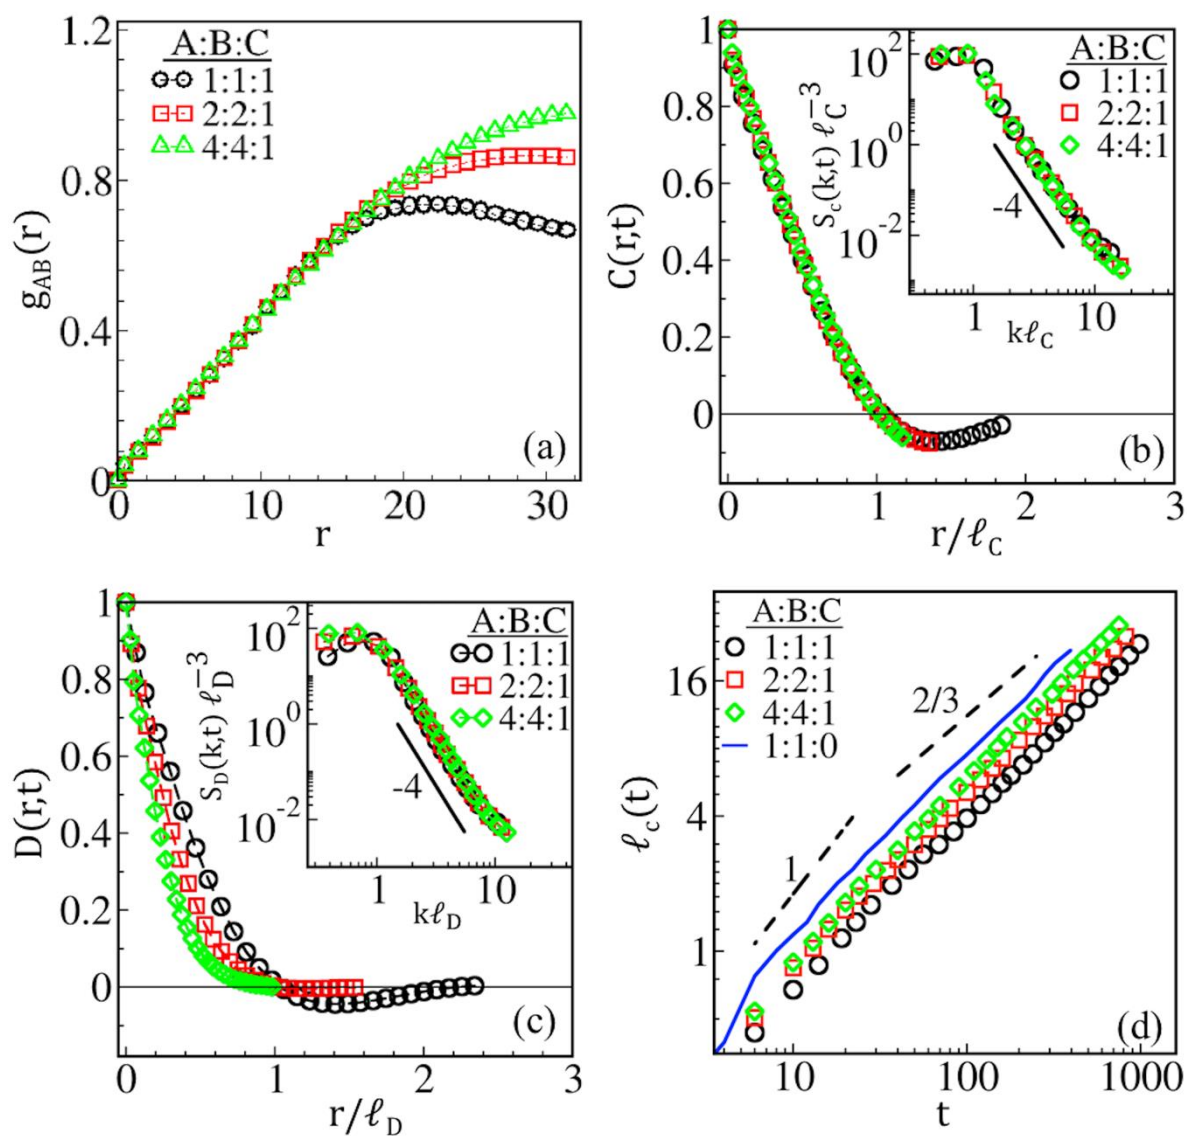 1.2
0.8
0.4
0
g_AB(r)
A:B:C
1:1:1
2:2:1
4:4:1
(a)
0 10 20 30
r
1
0.8
0.6
0.4
0.2
0
C(r,t)
10^2
10^0
10^-2
S_c(k,t) ℓ_C^-3
A:B:C
1:1:1
2:2:1
4:4:1
-4
1 10
kℓ_C
(b)
0 1 2 3
r/ℓ_C
1
0.8
0.6
0.4
0.2
0
D(r,t)
10^2
10^0
10^-2
S_D(k,t) ℓ_D^-3
A:B:C
1:1:1
2:2:1
4:4:1
-4
1 10
kℓ_D
(c)
0 1 2 3
r/ℓ_D
16
4
1
ℓ_c(t)
A:B:C
1:1:1
2:2:1
4:4:1
1:1:0
2/3
1
(d)
10 100 1000
t